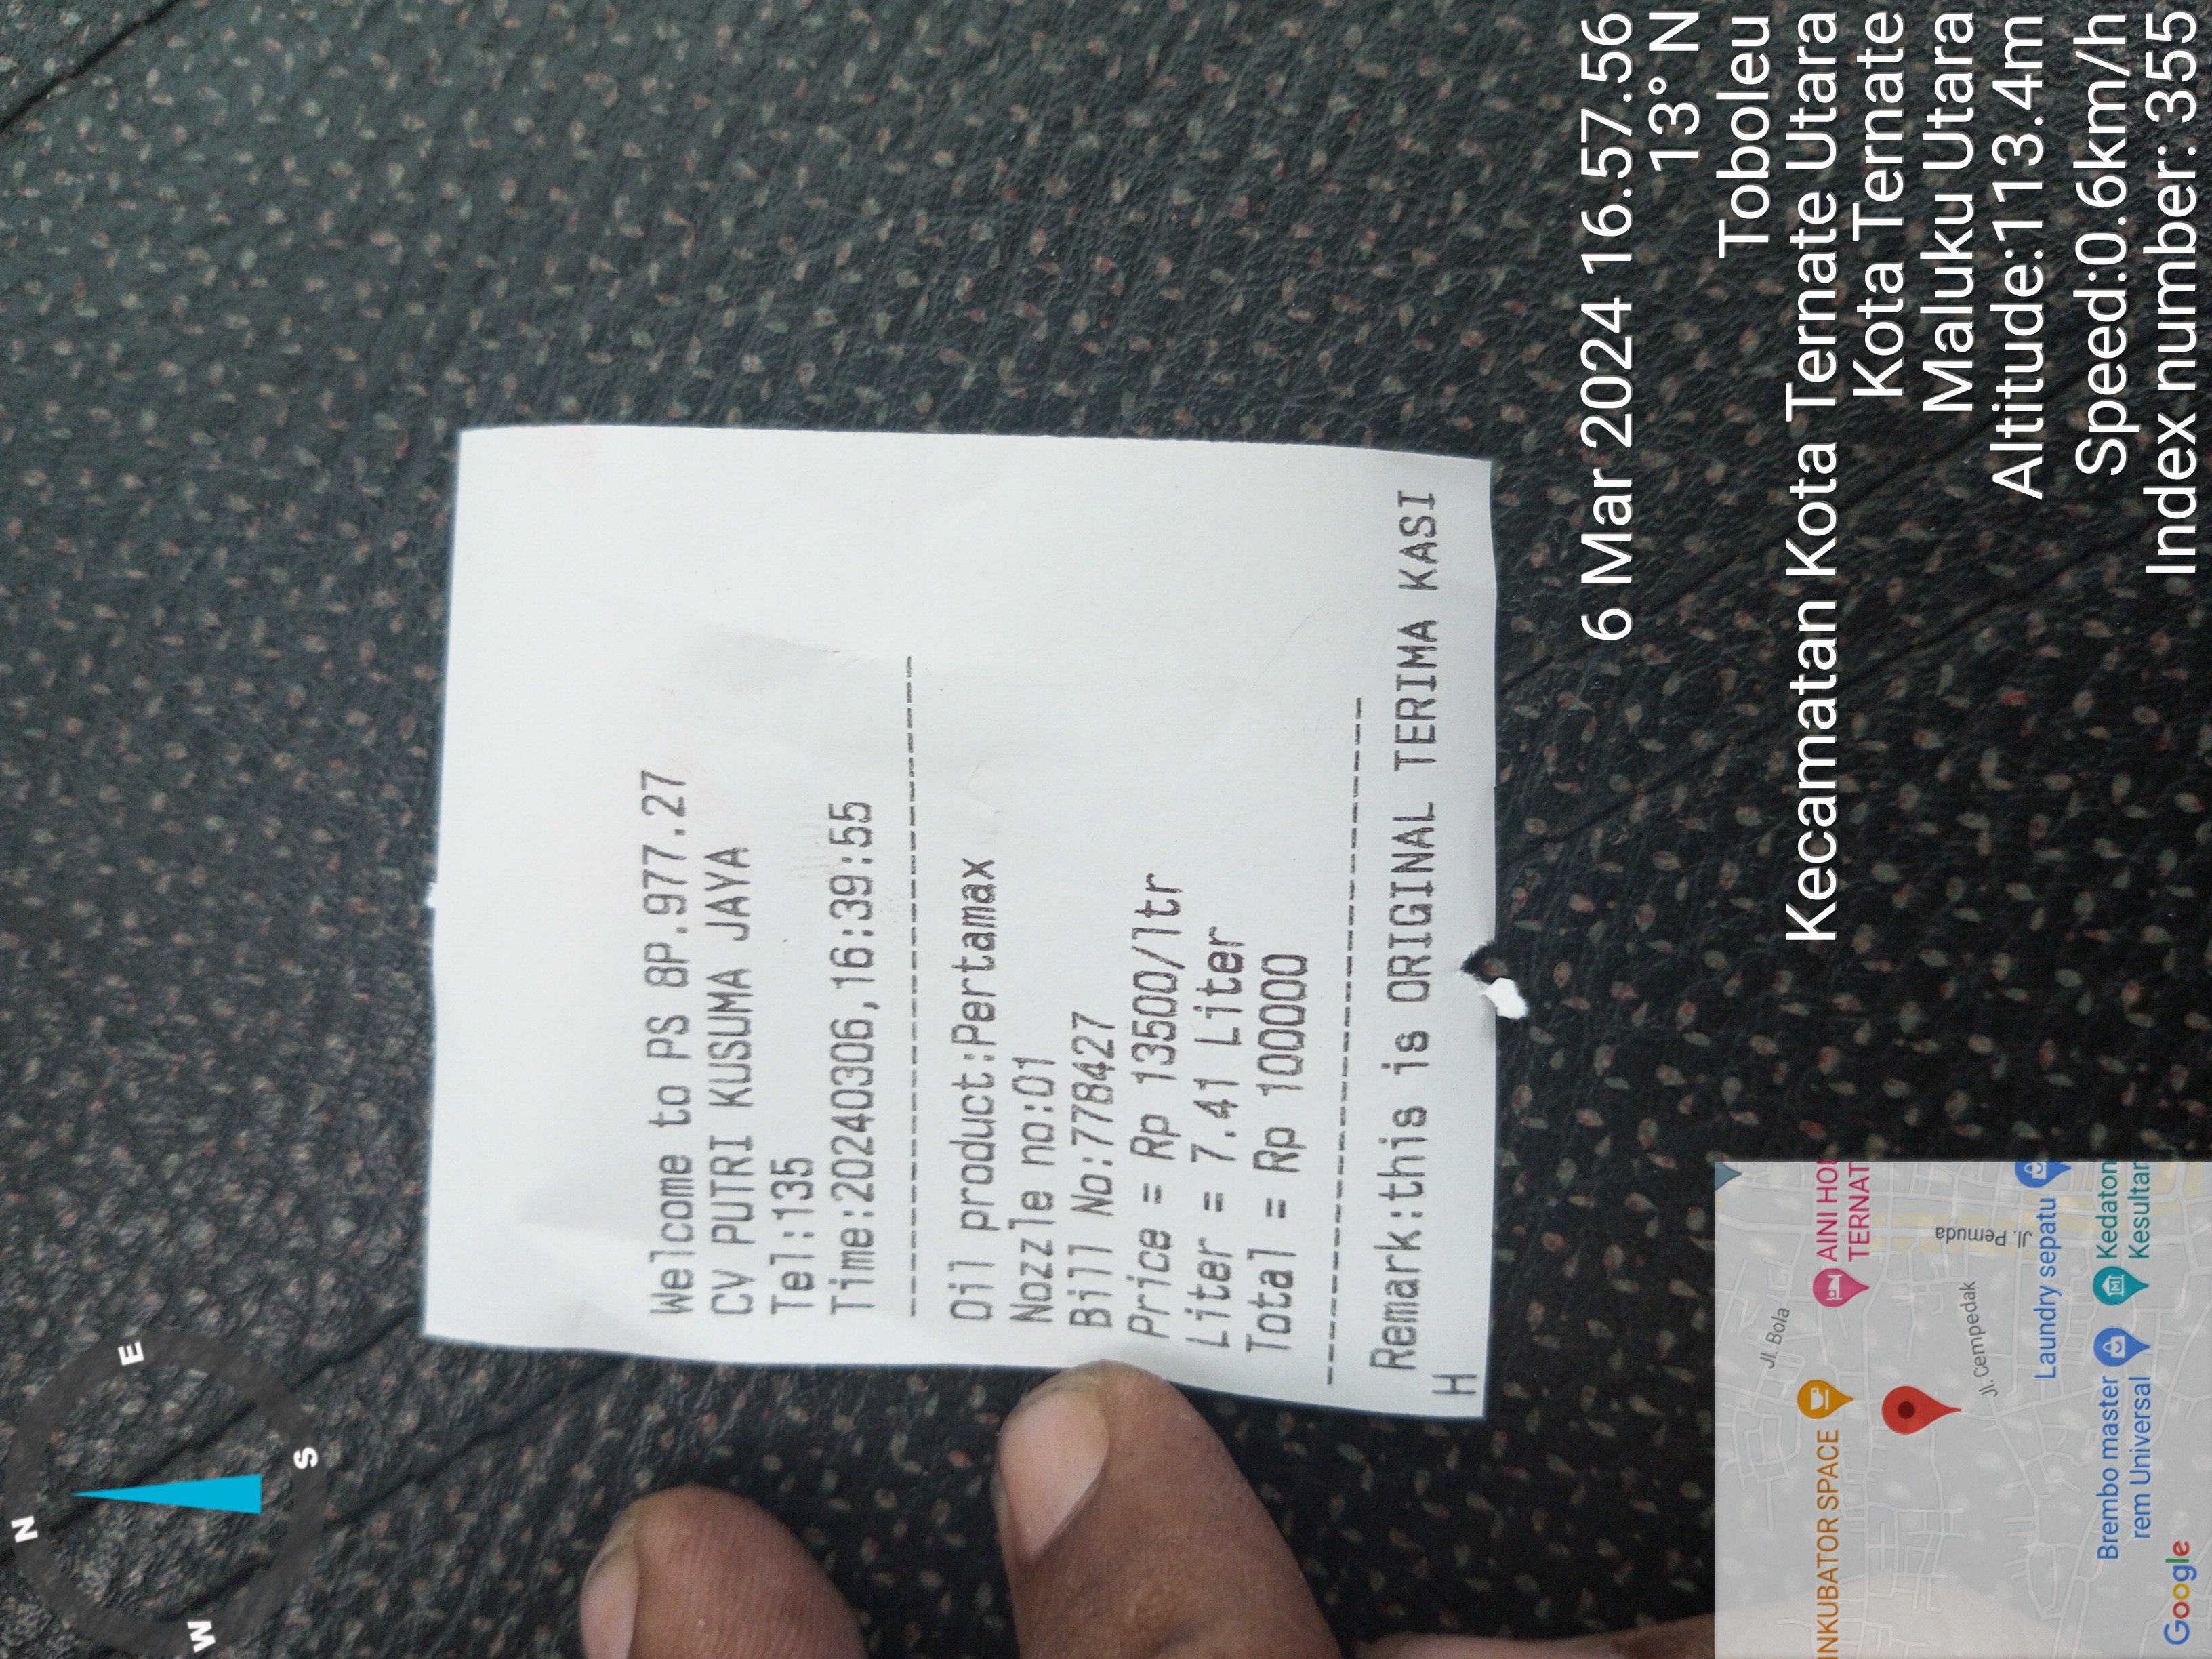 Welcome to PS 8P.977.27
CV PUTRI KUSUMA JAYA
Tel:135
Time:20240306,16:39:55
--------------------------------
Oil product:Pertamax
Nozzle no:01
Bill No:778427
Price = Rp 13500/ltr
Liter = 7.41 Liter
Total = Rp 100000
--------------------------------
Remark:this is ORIGINAL TERIMA KASI
H
6 Mar 2024 16.57.56
13° N
Toboleu
Kecamatan Kota Ternate Utara
Kota Ternate
Maluku Utara
Altitude:113.4m
Speed:0.6km/h
Index number: 355
N
E
S
W
Jl. Bola
INKUBATOR SPACE
AINI HO
TERNAT
Jl. Cempedak
Jl. Pemuda
Laundry sepatu
Brembo master
rem Universal
Kedaton
Kesultan
Google